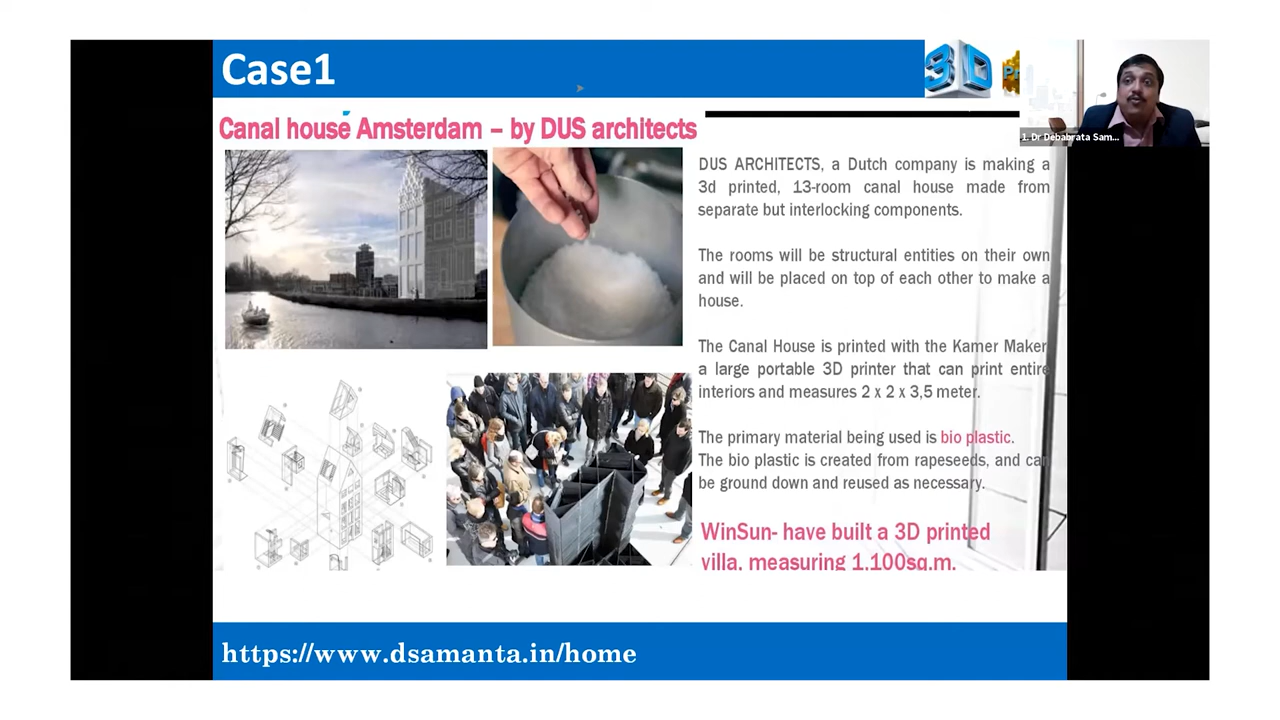 Case1
3D
1. Dr Debabrata Sam...
Canal house Amsterdam – by DUS architects
DUS ARCHITECTS, a Dutch company is making a
3d printed, 13-room canal house made from
separate but interlocking components.
The rooms will be structural entities on their own
and will be placed on top of each other to make a
house.
The Canal House is printed with the Kamer Maker
a large portable 3D printer that can print entire
interiors and measures 2 x 2 x 3,5 meter.
The primary material being used is bio plastic.
The bio plastic is created from rapeseeds, and can
be ground down and reused as necessary.
WinSun- have built a 3D printed
villa, measuring 1,100sq.m.
https://www.dsamanta.in/home